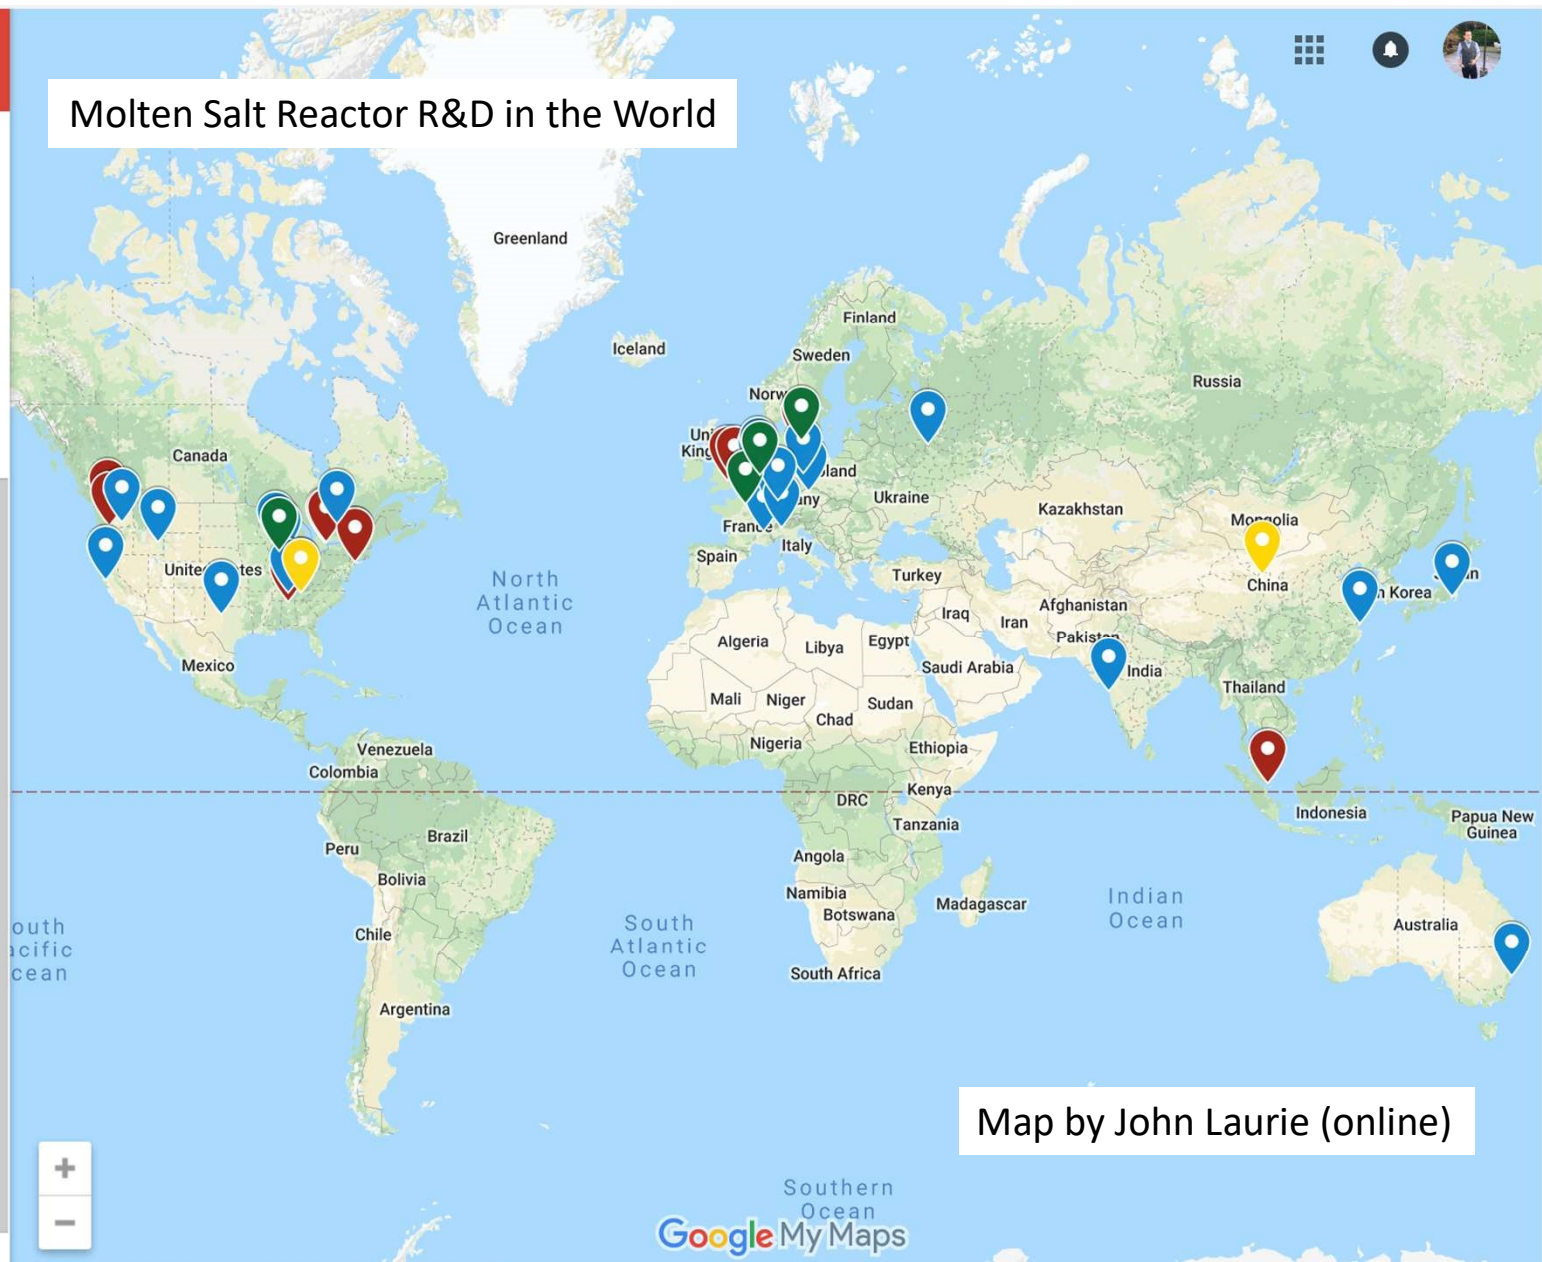 Molten Salt Reactor R&D in the World
Greenland
Finland
Iceland
Sweden
Russia
Canada
Ukraine
Kazakhstan
Mongolia
France
Italy
Spain
North
Atlantic
Ocean
Turkey
China
Korea
Iraq
Iran
Afghanistan
Pakistan
Algeria
Libya
Egypt
Saudi Arabia
India
Mexico
Thailand
Mali
Niger
Chad
Sudan
Nigeria
Ethiopia
Venezuela
Colombia
DRC
Kenya
Indonesia
Papua New
Guinea
Tanzania
Brazil
Peru
Angola
Bolivia
Namibia
Botswana
Madagascar
Indian
Ocean
Chile
South
Atlantic
Ocean
Australia
South Africa
Argentina
Map by John Laurie (online)
Southern
Ocean
Google My Maps